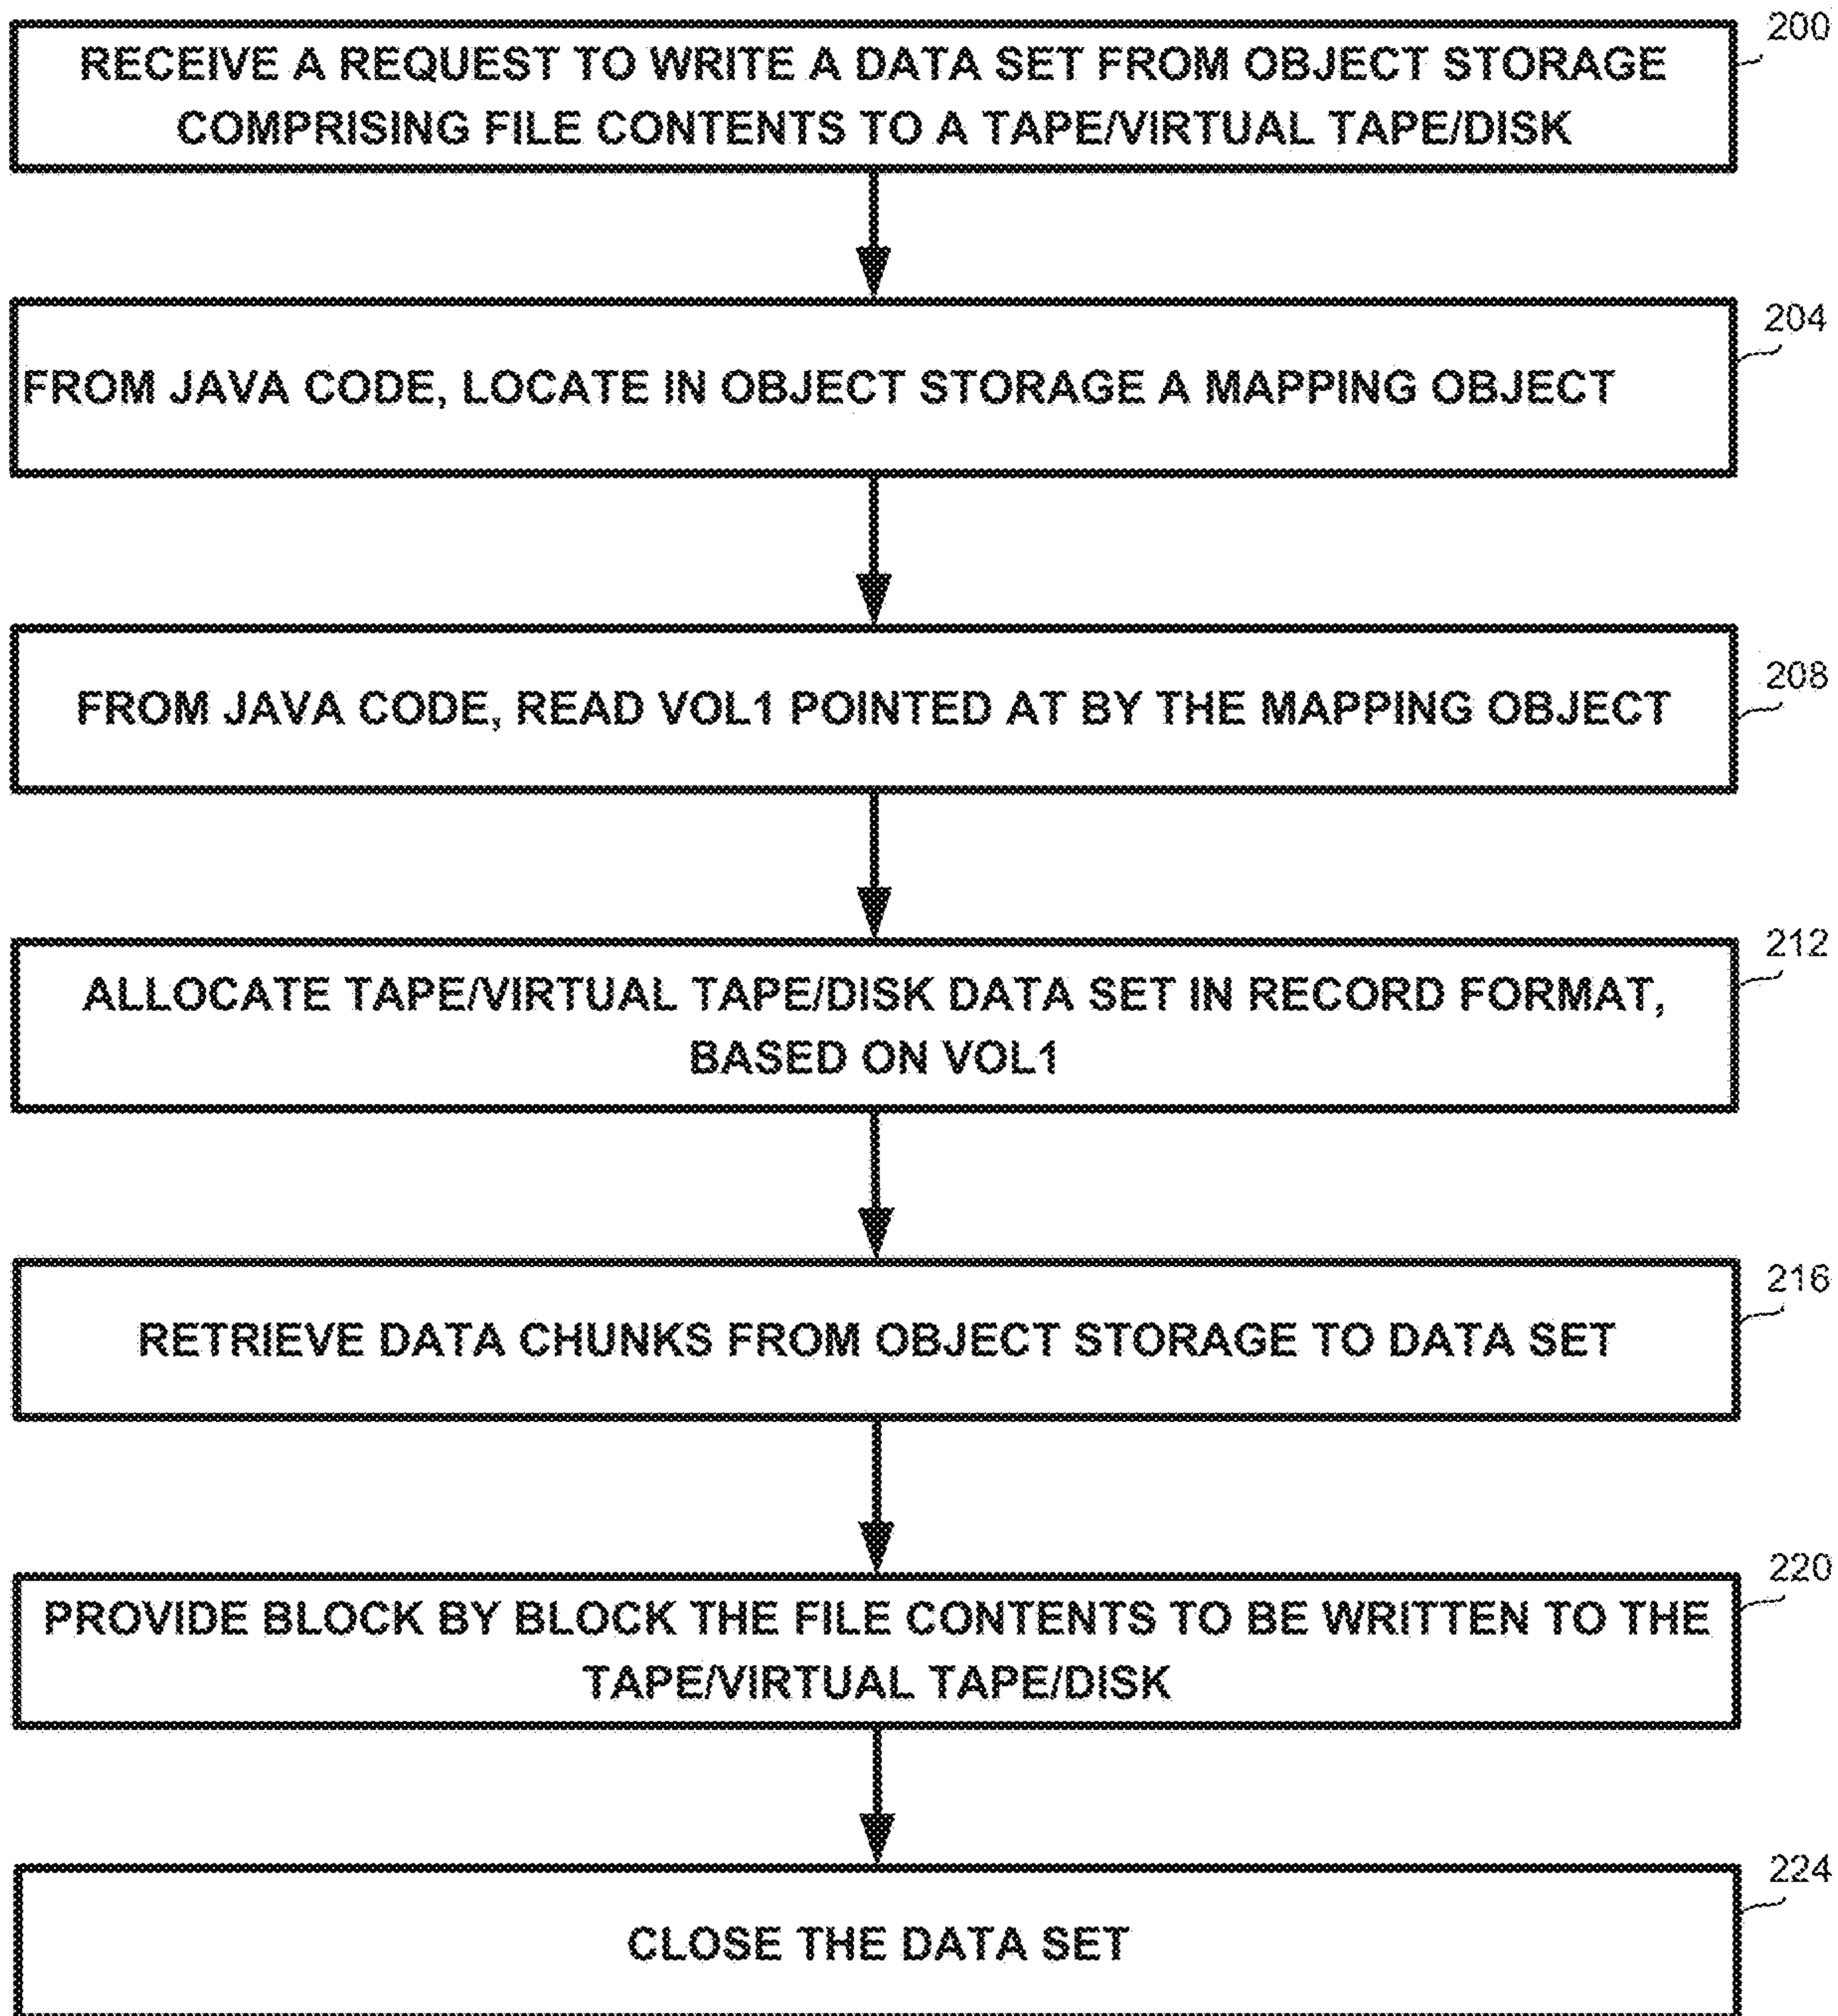 200
RECEIVE A REQUEST TO WRITE A DATA SET FROM OBJECT STORAGE
COMPRISING FILE CONTENTS TO A TAPE/VIRTUAL TAPE/DISK
204
FROM JAVA CODE, LOCATE IN OBJECT STORAGE A MAPPING OBJECT
208
FROM JAVA CODE, READ VOL1 POINTED AT BY THE MAPPING OBJECT
212
ALLOCATE TAPE/VIRTUAL TAPE/DISK DATA SET IN RECORD FORMAT,
BASED ON VOL1
216
RETRIEVE DATA CHUNKS FROM OBJECT STORAGE TO DATA SET
220
PROVIDE BLOCK BY BLOCK THE FILE CONTENTS TO BE WRITTEN TO THE
TAPE/VIRTUAL TAPE/DISK
224
CLOSE THE DATA SET